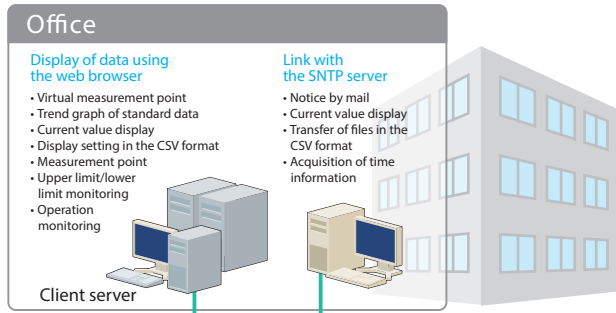 Office
Display of data using
the web browser
• Virtual measurement point
• Trend graph of standard data
• Current value display
• Display setting in the CSV format
• Measurement point
• Upper limit/lower
limit monitoring
• Operation
monitoring
Client server
Link with
the SNTP server
• Notice by mail
• Current value display
• Transfer of files in the
CSV format
• Acquisition of time
information